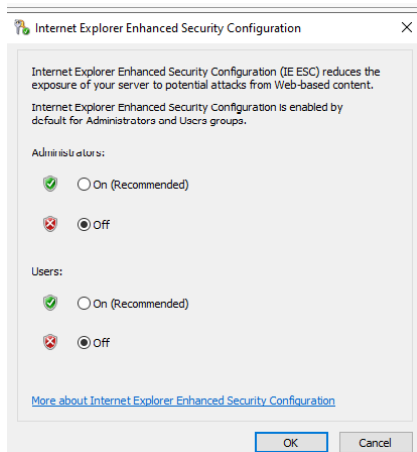 Internet Explorer Enhanced Security Configuration
Internet Explorer Enhanced Security Configuration (IE ESC) reduces the
exposure of your server to potential attacks from Web-based content.
Internet Explorer Enhanced Security Configuration is enabled by
default for Administrators and Users groups.
Administrators:
On (Recommended)
Off
Users:
On (Recommended)
Off
More about Internet Explorer Enhanced Security Configuration
OK Cancel